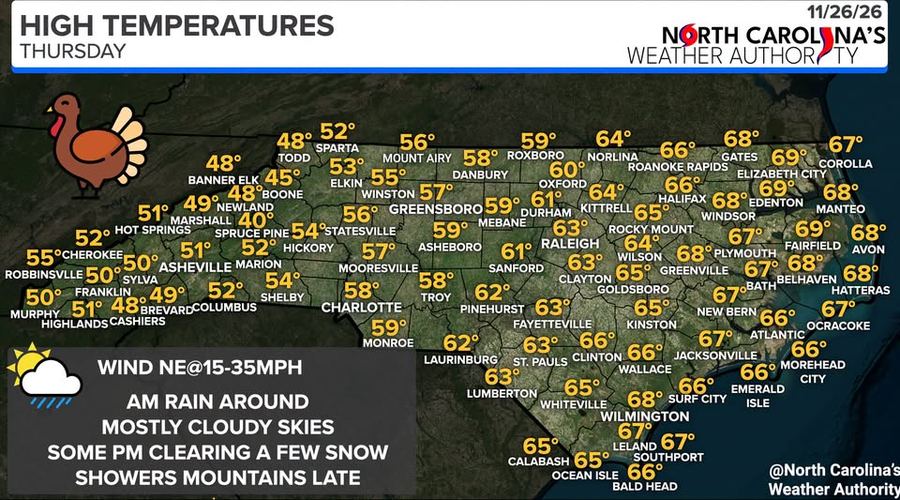 HIGH TEMPERATURES
THURSDAY
11/26/26
NORTH CAROLINA'S
WEATHER AUTHORITY
48°
TODD
52°
SPARTA
56°
MOUNT AIRY
58°
DANBURY
59°
ROXBORO
64°
NORLINA
66°
ROANOKE RAPIDS
68°
GATES
69°
ELIZABETH CITY
67°
COROLLA
48°
BANNER ELK
45°
BOONE
53°
ELKIN
55°
WINSTON
57°
GREENSBORO
59°
MEBANE
61°
DURHAM
60°
OXFORD
64°
KITTRELL
66°
HALIFAX
68°
WINDSOR
69°
EDENTON
68°
MANTEO
51°
HOT SPRINGS
49°
MARSHALL
48°
NEWLAND
40°
SPRUCE PINE
54°
HICKORY
56°
STATESVILLE
59°
ASHEBORO
63°
RALEIGH
65°
ROCKY MOUNT
64°
WILSON
67°
PLYMOUTH
69°
FAIRFIELD
68°
AVON
52°
CHEROKEE
55°
ROBBINSVLLE
50°
FRANKLIN
50°
SYLVA
51°
ASHEVILLE
52°
MARION
57°
MOORESVILLE
61°
SANFORD
63°
CLAYTON
65°
GOLDSBORO
68°
GREENVILLE
67°
BATH
68°
BELHAVEN
68°
HATTERAS
50°
MURPHY
51°
HIGHLANDS
48°
CASHIERS
49°
BREVARD
52°
COLUMBUS
54°
SHELBY
58°
CHARLOTTE
58°
TROY
62°
PINEHURST
63°
FAYETTEVILLE
65°
KINSTON
67°
NEW BERN
66°
ATLANTIC
67°
OCRACOKE
59°
MONROE
62°
LAURINBURG
63°
ST. PAULS
66°
CLINTON
66°
WALLACE
67°
JACKSONVILLE
66°
MOREHEAD
CITY
63°
LUMBERTON
65°
WHITEVILLE
68°
WILMINGTON
66°
SURF CITY
66°
EMERALD
ISLE
67°
LELAND
67°
SOUTHPORT
65°
CALABASH
65°
OCEAN ISLE
66°
BALD HEAD
WIND NE@15-35MPH
AM RAIN AROUND
MOSTLY CLOUDY SKIES
SOME PM CLEARING A FEW SNOW
SHOWERS MOUNTAINS LATE
@North Carolina's
Weather Authority